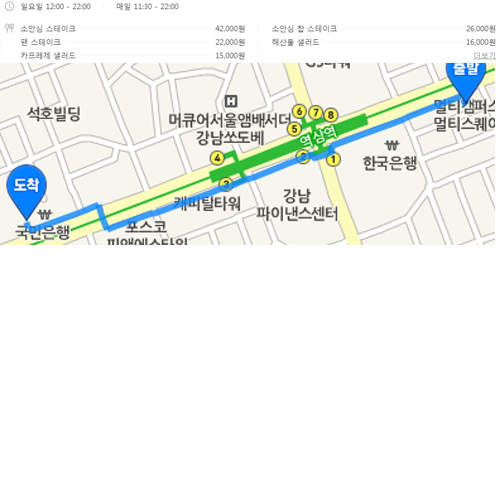 일요일 12:00 - 22:00 매일 11:30 - 22:00
소안심 스테이크 42,000원 소안심 찹 스테이크 26,000원
팬 스테이크 22,000원 해산물 샐러드 16,000원
카프레제 샐러드 15,000원 더보기
출발
석호빌딩
H
머큐어서울앰배서더
강남쏘도베
6 7 8
5
역삼역
멀티캠퍼스
멀티스퀘어
4
2
1
₩
한국은행
3
도착
캐피탈타워
강남
파이낸스센터
₩
국민은행
포스코
피앤에스타워